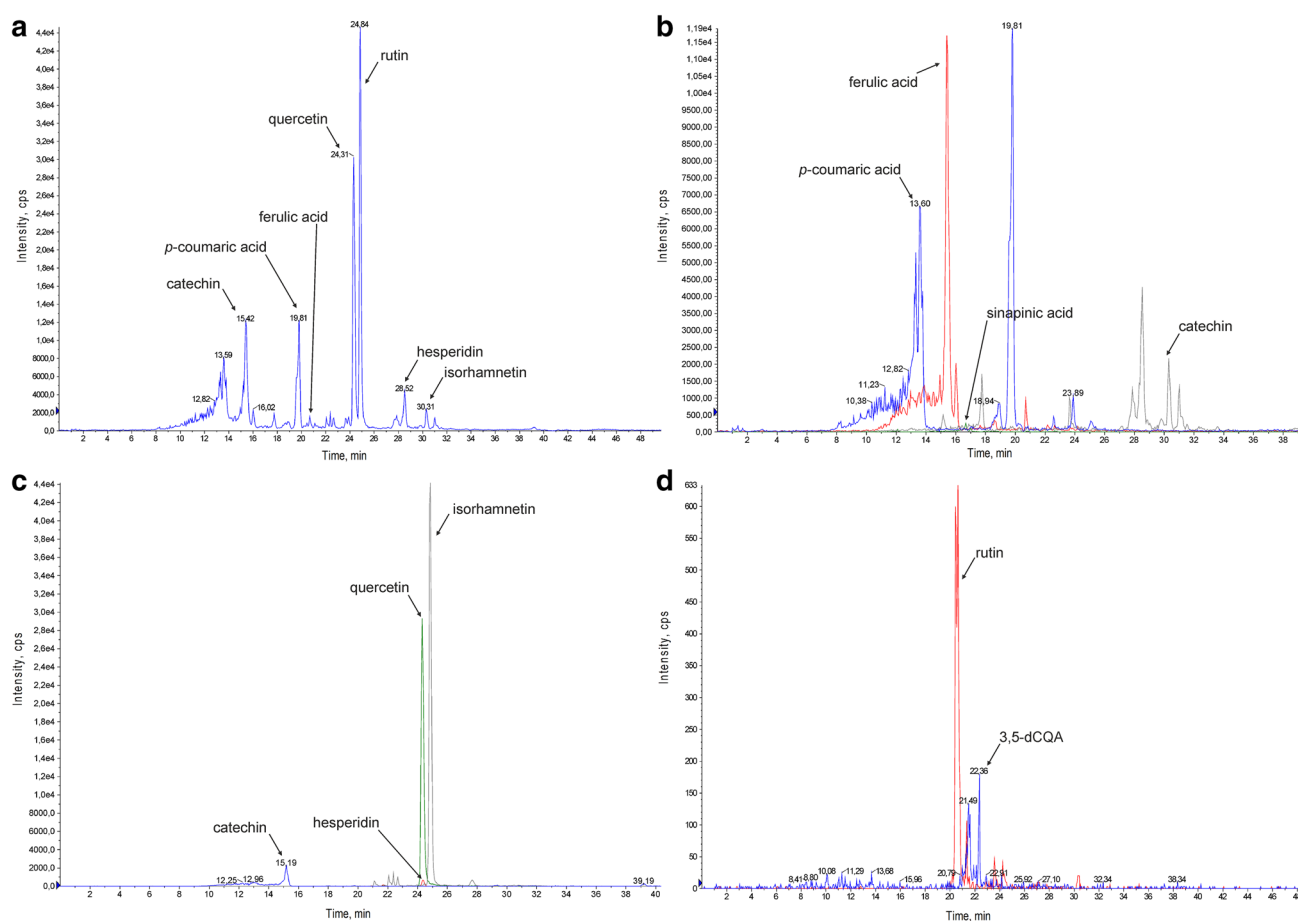 a
4,4e4
4,2e4
4,0e4
3,8e4
3,6e4
3,4e4
3,2e4
3,0e4
2,8e4
2,6e4
2,4e4
2,2e4
2,0e4
1,8e4
1,6e4
1,4e4
1,2e4
1,0e4
8000,0
6000,0
4000,0
2000,0
0,0
Intensity, cps
24,84
rutin
quercetin
24,31
ferulic acid
p-coumaric acid
catechin
15,42
19,81
13,59
12,82
16,02
hesperidin
28,52
isorhamnetin
30,31
2 4 6 8 10 12 14 16 18 20 22 24 26 28 30 32 34 36 38 40 42 44 46 48
Time, min
b
1,19e4
1,15e4
1,10e4
1,05e4
1,00e4
9500,00
9000,00
8500,00
8000,00
7500,00
7000,00
6500,00
6000,00
5500,00
5000,00
4500,00
4000,00
3500,00
3000,00
2500,00
2000,00
1500,00
1000,00
500,00
0,00
Intensity, cps
19,81
ferulic acid
p-coumaric acid
13,60
sinapinic acid
catechin
12,82
11,23
10,38
18,94
23,89
2 4 6 8 10 12 14 16 18 20 22 24 26 28 30 32 34 36 38
Time, min
c
4,4e4
4,2e4
4,0e4
3,8e4
3,6e4
3,4e4
3,2e4
3,0e4
2,8e4
2,6e4
2,4e4
2,2e4
2,0e4
1,8e4
1,6e4
1,4e4
1,2e4
1,0e4
8000,0
6000,0
4000,0
2000,0
0,0
Intensity, cps
isorhamnetin
quercetin
hesperidin
catechin
15,19
12,25
12,96
39,19
2 4 6 8 10 12 14 16 18 20 22 24 26 28 30 32 34 36 38 40
Time, min
d
633
600
550
500
450
400
350
300
250
200
150
100
50
0
Intensity, cps
rutin
3,5-dCQA
22,36
21,49
8,41
8,80
10,08
11,29
13,68
15,96
20,79
22,91
25,92
27,10
32,34
38,34
2 4 6 8 10 12 14 16 18 20 22 24 26 28 30 32 34 36 38 40 42 44 46 48
Time, min